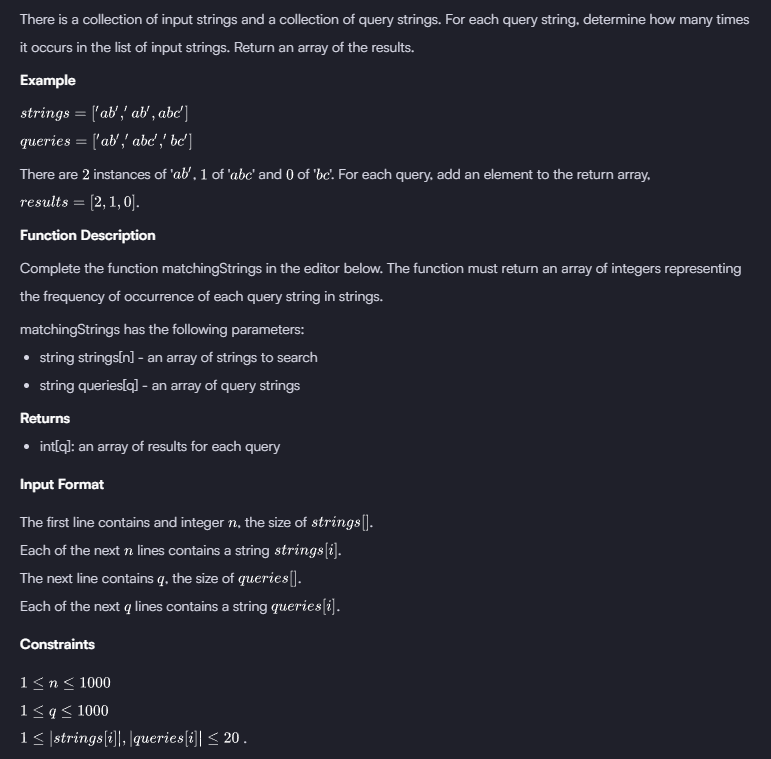 There is a collection of input strings and a collection of query strings. For each query string, determine how many times
it occurs in the list of input strings. Return an array of the results.
Example
strings = ['ab',' ab', abc']
queries = ['ab',' abc',' bc']
There are 2 instances of 'ab', 1 of 'abc' and 0 of 'bc'. For each query, add an element to the return array,
results = [2, 1, 0].
Function Description
Complete the function matchingStrings in the editor below. The function must return an array of integers representing
the frequency of occurrence of each query string in strings.
matchingStrings has the following parameters:
• string strings[n] - an array of strings to search
• string queries[q] - an array of query strings
Returns
• int[q]: an array of results for each query
Input Format
The first line contains and integer n, the size of strings[].
Each of the next n lines contains a string strings[i].
The next line contains q, the size of queries[].
Each of the next q lines contains a string queries[i].
Constraints
1 ≤ n ≤ 1000
1 ≤ q ≤ 1000
1 ≤ |strings[i]|, |queries[i]| ≤ 20 .